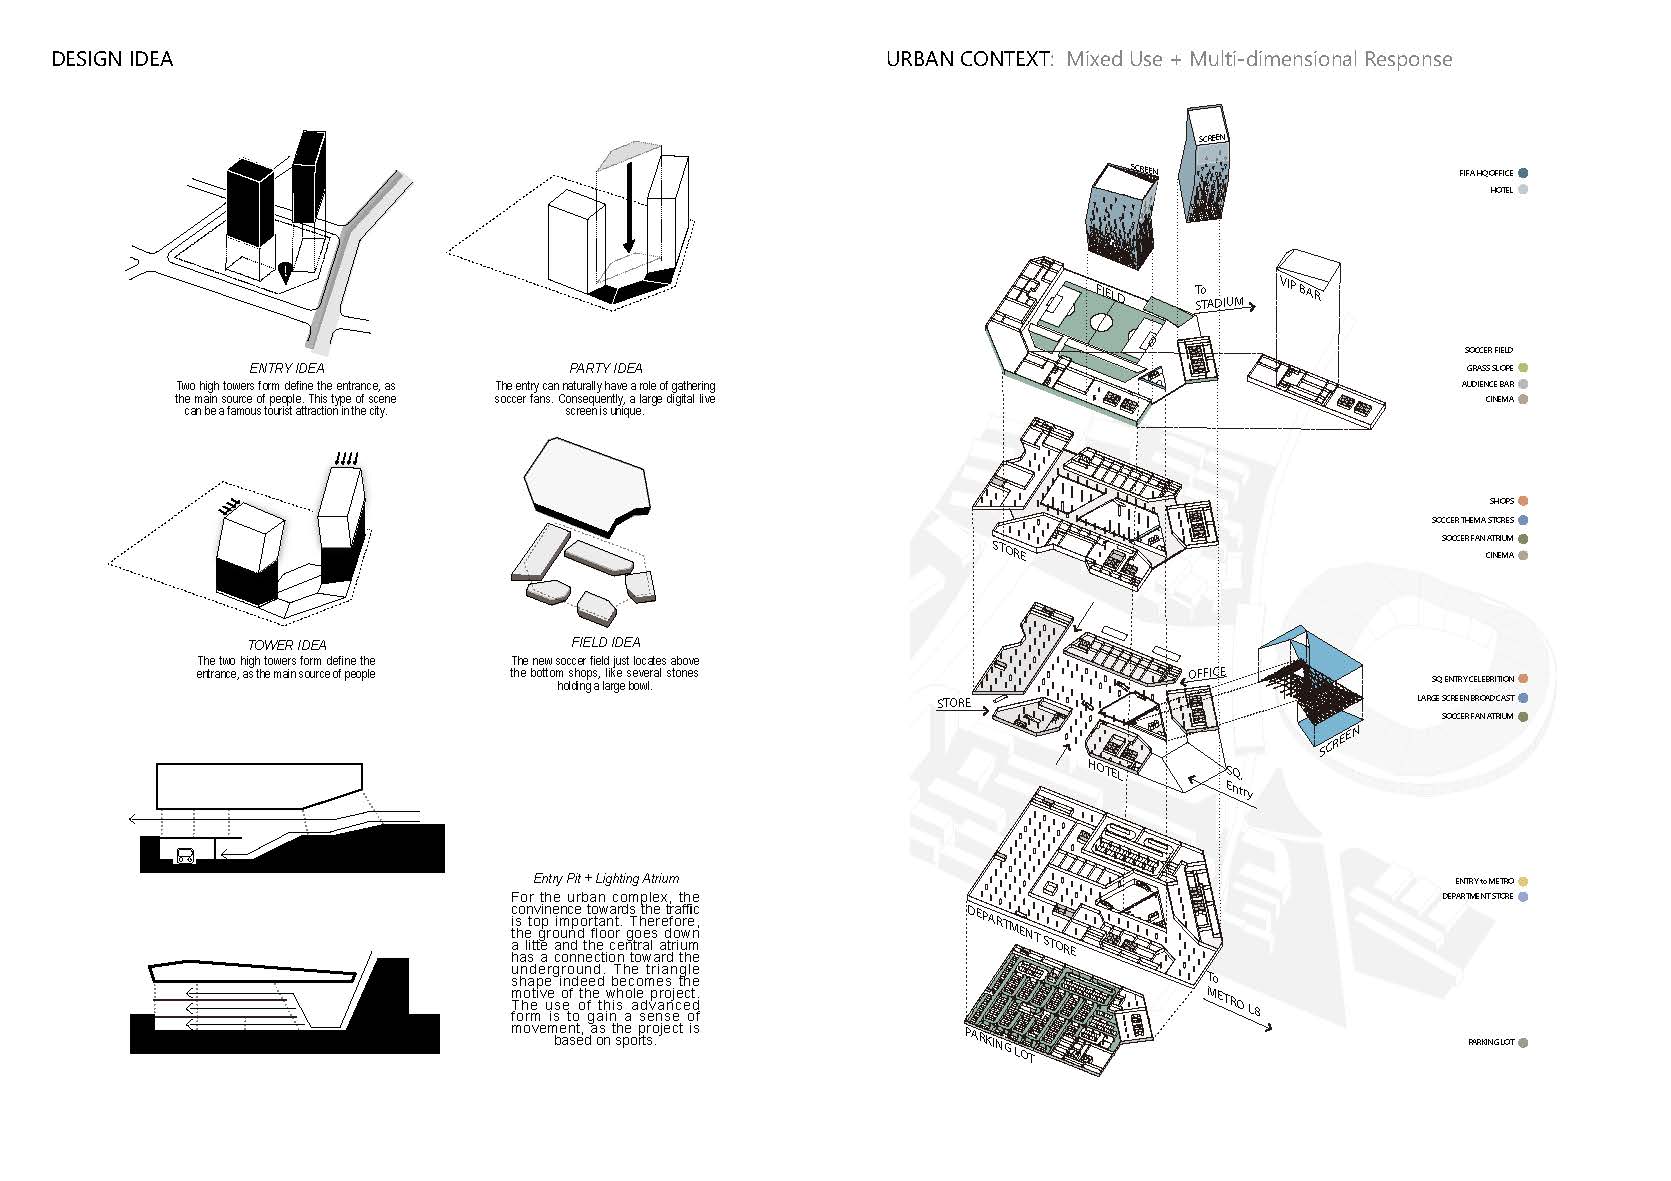 DESIGN IDEA
ENTRY IDEA
Two high towers form define the entrance, as
the main source of people. This type of scene
can be a famous tourist attraction in the city.
PARTY IDEA
The entry can naturally have a role of gathering
soccer fans. Consequently, a large digital live
screen is unique.
TOWER IDEA
The two high towers form define the
entrance, as the main source of people
FIELD IDEA
The new soccer field just locates above
the bottom shops, like several stones
holding a large bowl.
Entry Pit + Lighting Atrium
For the urban complex, the
convinence towards the traffic
is top important. Therefore,
the ground floor goes down
a litte and the central atrium
has a connection toward the
underground. The triangle
shape indeed becomes the
motive of the whole project.
The use of this advanced
form is to gain a sense of
movement, as the project is
based on sports.
URBAN CONTEXT: Mixed Use + Multi-dimensional Response
SCREEN
SCREEN
FIFA HQ OFFICE
HOTEL
FIELD
To
STADIUM
VIP BAR
SOCCER FIELD
GRASS SLOPE
AUDIENCE BAR
CINEMA
STORE
SHOPS
SOCCER THEMA STORES
SOCCER FAN ATRIUM
CINEMA
OFFICE
STORE
HOTEL
SQ.
Entry
SCREEN
SQ ENTRY CELEBRITION
LARGE SCREEN BROADCAST
SOCCER FAN ATRIUM
DEPARTMENT STORE
To
METRO L8
ENTRY to METRO
DEPARTMENT STORE
PARKING LOT
PARKING LOT